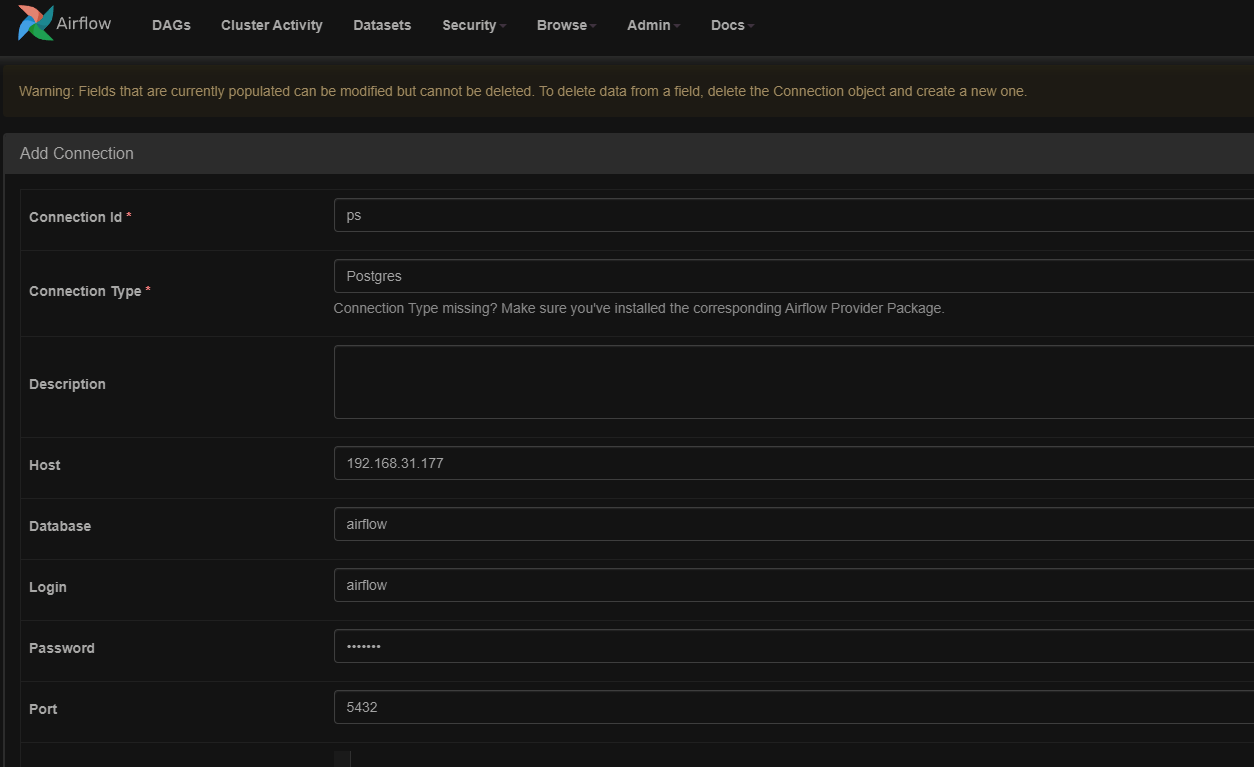 Airflow DAGs Cluster Activity Datasets Security Browse Admin Docs
Warning: Fields that are currently populated can be modified but cannot be deleted. To delete data from a field, delete the Connection object and create a new one.
Add Connection
Connection Id * ps
Connection Type * Postgres
Connection Type missing? Make sure you've installed the corresponding Airflow Provider Package.
Description
Host 192.168.31.177
Database airflow
Login airflow
Password •••••••
Port 5432